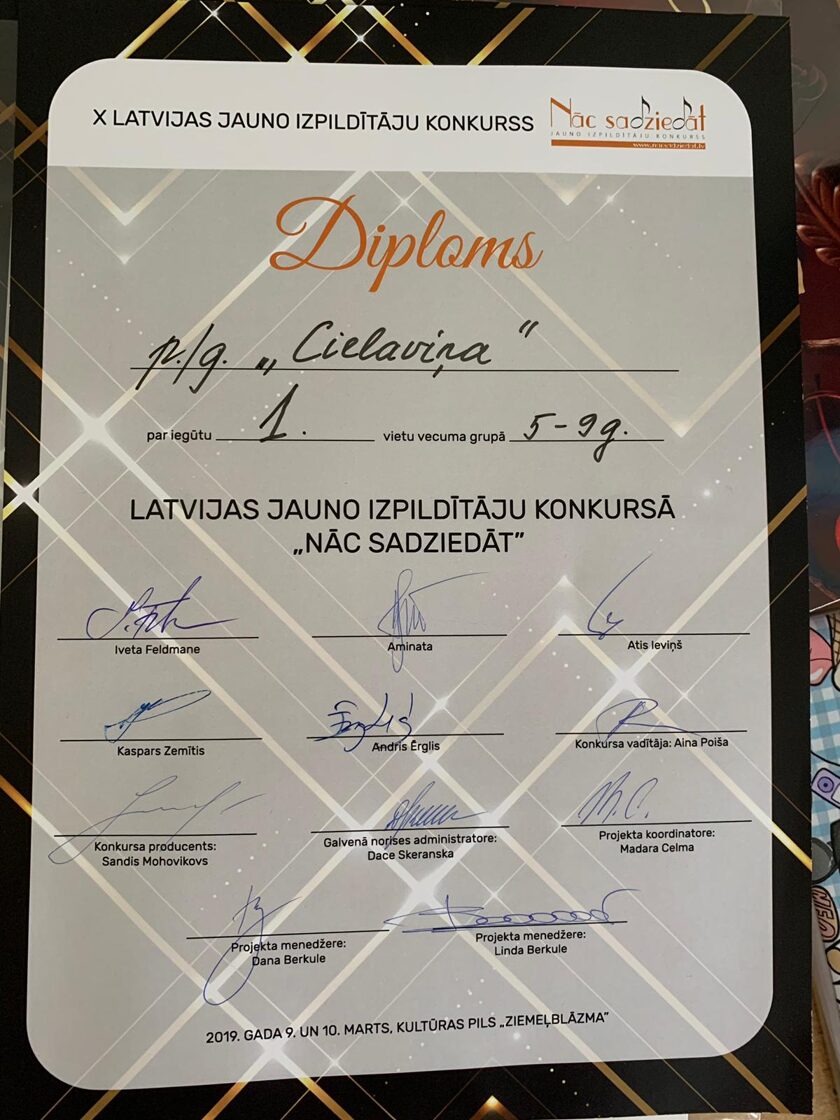 X LATVIJAS JAUNO IZPILDĪTĀJU KONKURSS
Nāc sadziedāt
JAUNO IZPILDĪTĀJU KONKURSS
www.nacsadziedat.lv
Diploms
p./g. „Cielaviņa"
par iegūtu 1. vietu vecuma grupā 5-9g.
LATVIJAS JAUNO IZPILDĪTĀJU KONKURSĀ
„NĀC SADZIEDĀT”
Iveta Feldmane
Aminata
Atis Ieviņš
Kaspars Zemītis
Andris Ērglis
Konkursa vadītāja: Aina Poiša
Konkursa producents:
Sandis Mohovikovs
Galvenā norises administratore:
Dace Skeranska
Projekta koordinatore:
Madara Celma
Projekta menedžere:
Dana Berkule
Projekta menedžere:
Linda Berkule
2019. GADA 9. UN 10. MARTS, KULTŪRAS PILS „ZIEMEĻBLĀZMA”